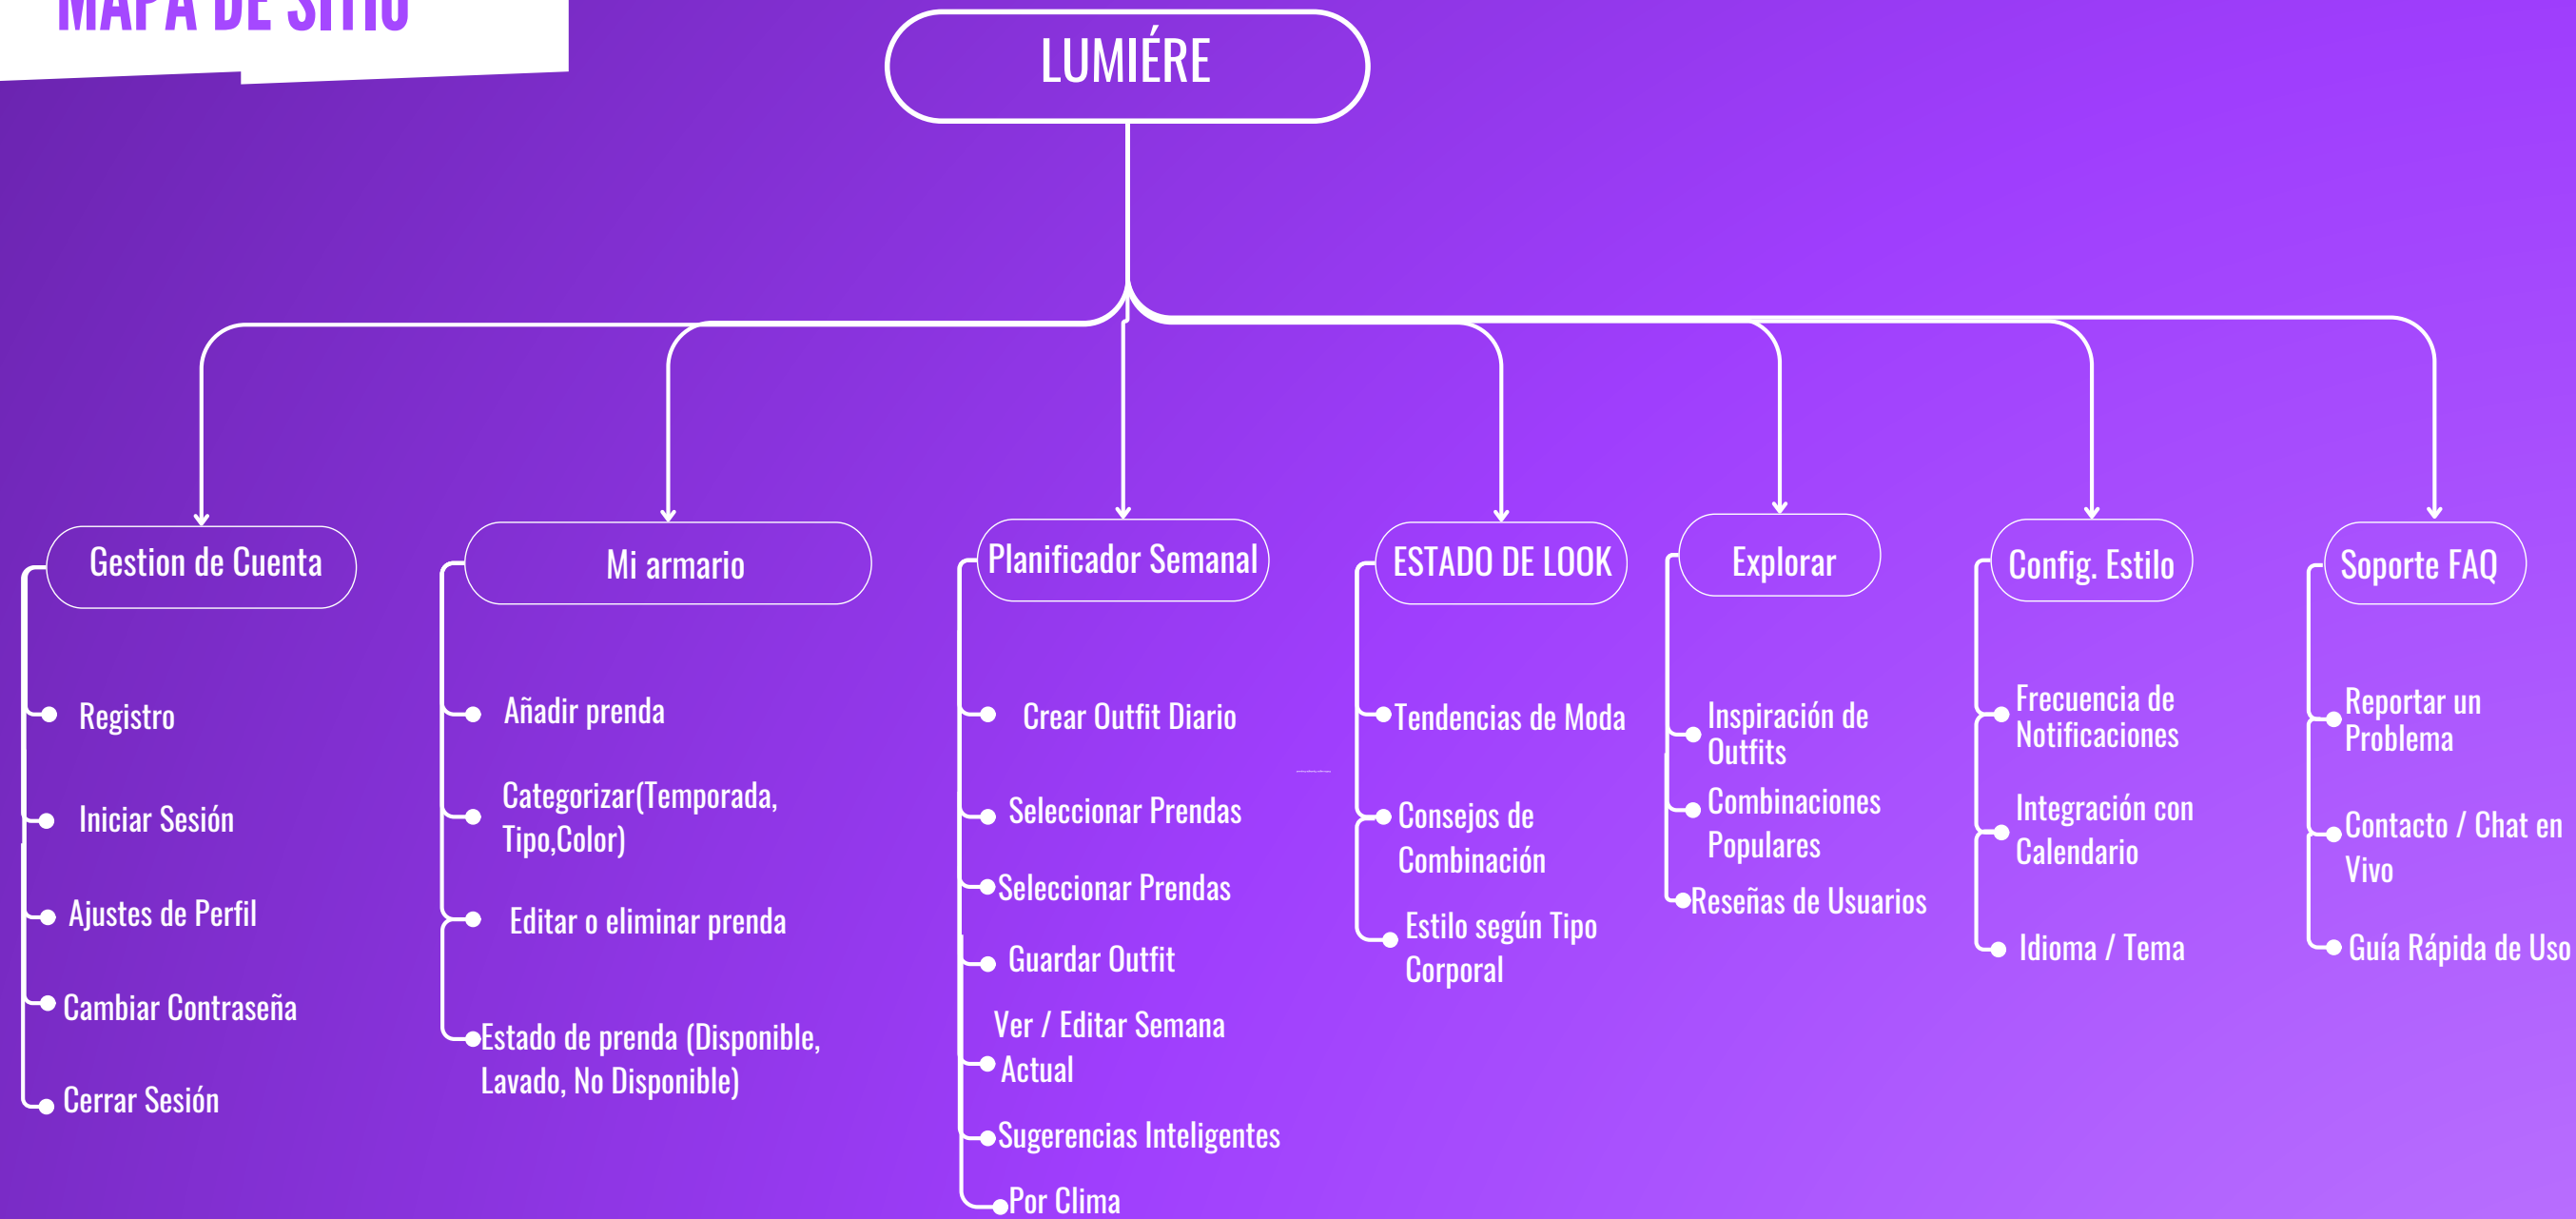 MAPA DE SITIO
LUMIÉRE
Gestion de Cuenta
Registro
Iniciar Sesión
Ajustes de Perfil
Cambiar Contraseña
Cerrar Sesión
Mi armario
Añadir prenda
Categorizar(Temporada,
Tipo,Color)
Editar o eliminar prenda
Estado de prenda (Disponible,
Lavado, No Disponible)
Planificador Semanal
Crear Outfit Diario
Seleccionar Prendas
Seleccionar Prendas
Guardar Outfit
Ver / Editar Semana
Actual
Sugerencias Inteligentes
Por Clima
ESTADO DE LOOK
Tendencias de Moda
Consejos de
Combinación
Estilo según Tipo
Corporal
Explorar
Inspiración de
Outfits
Combinaciones
Populares
Reseñas de Usuarios
Config. Estilo
Frecuencia de
Notificaciones
Integración con
Calendario
Idioma / Tema
Soporte FAQ
Reportar un
Problema
Contacto / Chat en
Vivo
Guía Rápida de Uso